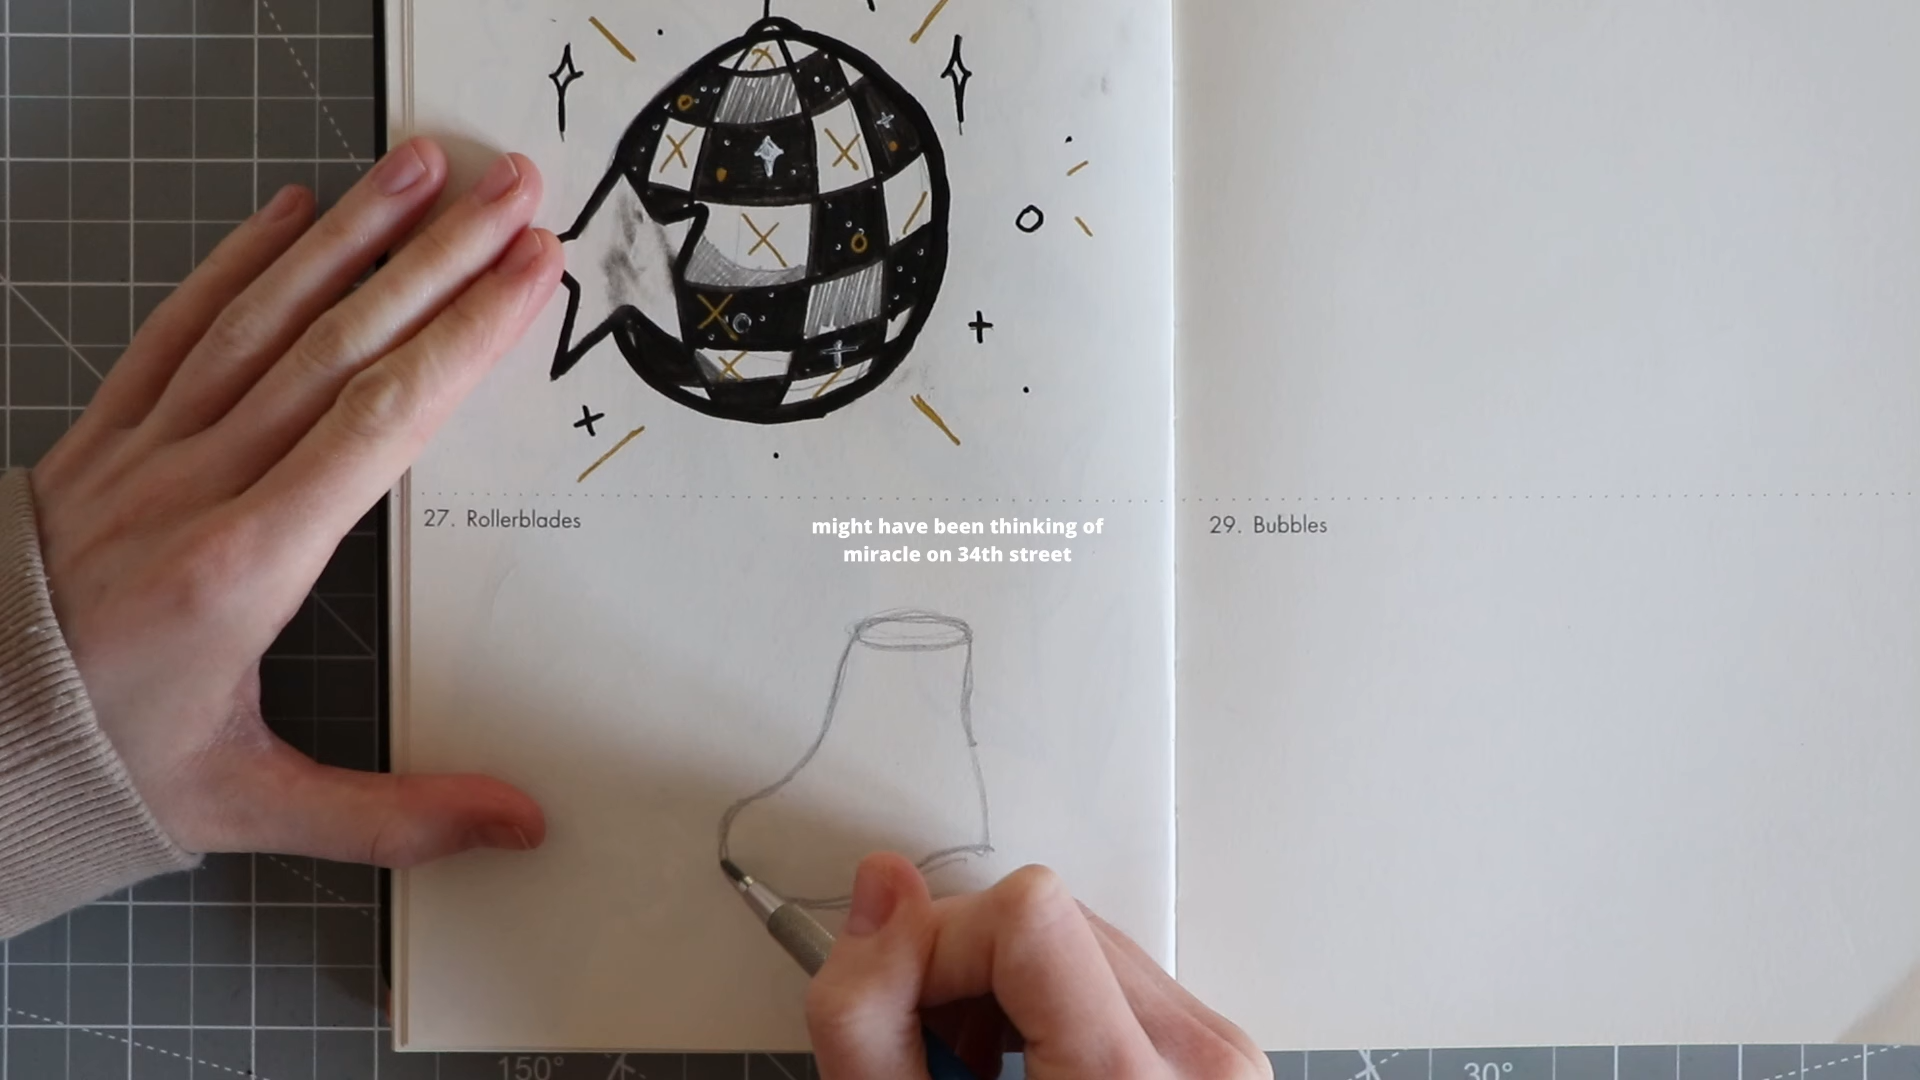 27. Rollerblades
might have been thinking of
miracle on 34th street
29. Bubbles
150°
30°